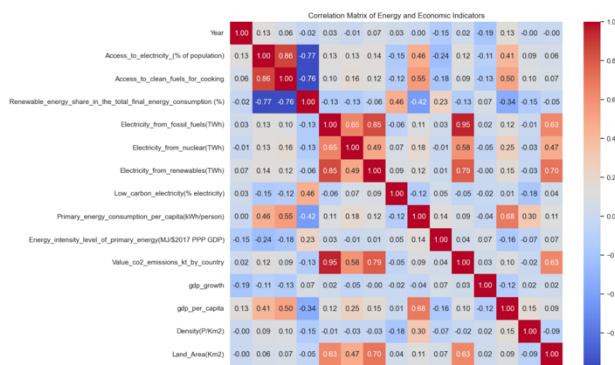 Correlation Matrix of Energy and Economic Indicators
Year 1.00 0.13 0.06 -0.02 0.03 -0.01 0.07 0.03 0.00 -0.15 0.02 -0.19 0.13 -0.00 -0.00
Access_to_electricity_(% of population) 0.13 1.00 0.86 -0.77 0.13 0.13 0.14 -0.15 0.46 -0.24 0.12 -0.11 0.41 0.09 0.06
Access_to_clean_fuels_for_cooking 0.06 0.86 1.00 -0.76 0.10 0.16 0.12 -0.12 0.55 -0.18 0.09 -0.13 0.50 0.10 0.07
Renewable_energy_share_in_the_total_final_energy_consumption (%) -0.02 -0.77 -0.76 1.00 -0.13 -0.13 -0.06 0.46 -0.42 0.23 -0.13 0.07 -0.34 -0.15 -0.05
Electricity_from_fossil_fuels(TWh) 0.03 0.13 0.10 -0.13 1.00 0.65 0.85 -0.06 0.14 0.03 0.95 0.02 0.12 -0.01 0.63
Electricity_from_nuclear(TWh) -0.01 0.13 0.16 -0.13 0.65 1.00 0.49 0.07 0.18 -0.01 0.58 -0.05 0.25 -0.03 0.47
Electricity_from_renewables(TWh) 0.07 0.14 0.12 -0.06 0.85 0.49 1.00 0.09 0.12 -0.01 0.79 -0.00 0.15 -0.03 0.70
Low_carbon_electricity(% electricity) 0.03 -0.15 -0.12 0.46 -0.06 0.07 0.09 1.00 -0.12 0.05 -0.05 -0.02 0.01 -0.18 0.04
Primary_energy_consumption_per_capita(kWh/person) 0.00 0.46 0.55 -0.42 0.14 0.18 0.12 -0.12 1.00 0.14 0.09 -0.04 0.68 0.30 0.11
Energy_intensity_level_of_primary_energy(MJ/$2017 PPP GDP) -0.15 -0.24 -0.18 0.23 0.03 -0.01 -0.01 0.05 0.14 1.00 0.04 0.07 -0.16 -0.02 0.07
Value_co2_emissions_kt_by_country 0.02 0.12 0.09 -0.13 0.95 0.58 0.79 -0.05 0.09 0.04 1.00 0.03 0.10 -0.02 0.63
gdp_growth -0.19 -0.11 -0.13 0.07 0.02 -0.05 -0.00 -0.02 -0.04 0.07 0.03 1.00 -0.12 0.02 0.02
gdp_per_capita 0.13 0.41 0.50 -0.34 0.12 0.25 0.15 0.01 0.68 -0.16 0.10 -0.12 1.00 0.15 0.09
Density(P/Km2) -0.00 0.09 0.10 -0.15 -0.01 -0.03 -0.03 -0.18 0.30 -0.02 -0.02 0.02 0.15 1.00 -0.09
Land_Area(Km2) -0.00 0.06 0.07 -0.05 0.63 0.47 0.70 0.04 0.11 0.07 0.63 0.02 0.09 -0.09 1.00
1.0
0.8
0.6
0.4
0.2
0.0